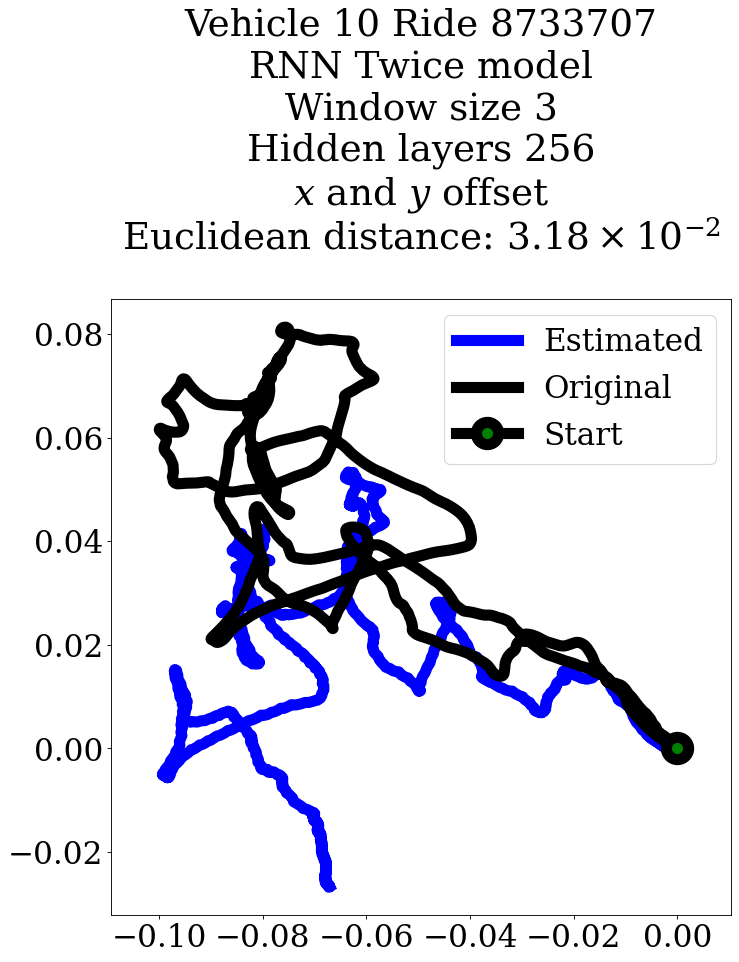 Vehicle 10 Ride 8733707
RNN Twice model
Window size 3
Hidden layers 256
x and y offset
Euclidean distance: 3.18 × 10⁻²
Estimated
Original
Start
0.08
0.06
0.04
0.02
0.00
−0.02
−0.10 −0.08 −0.06 −0.04 −0.02 0.00